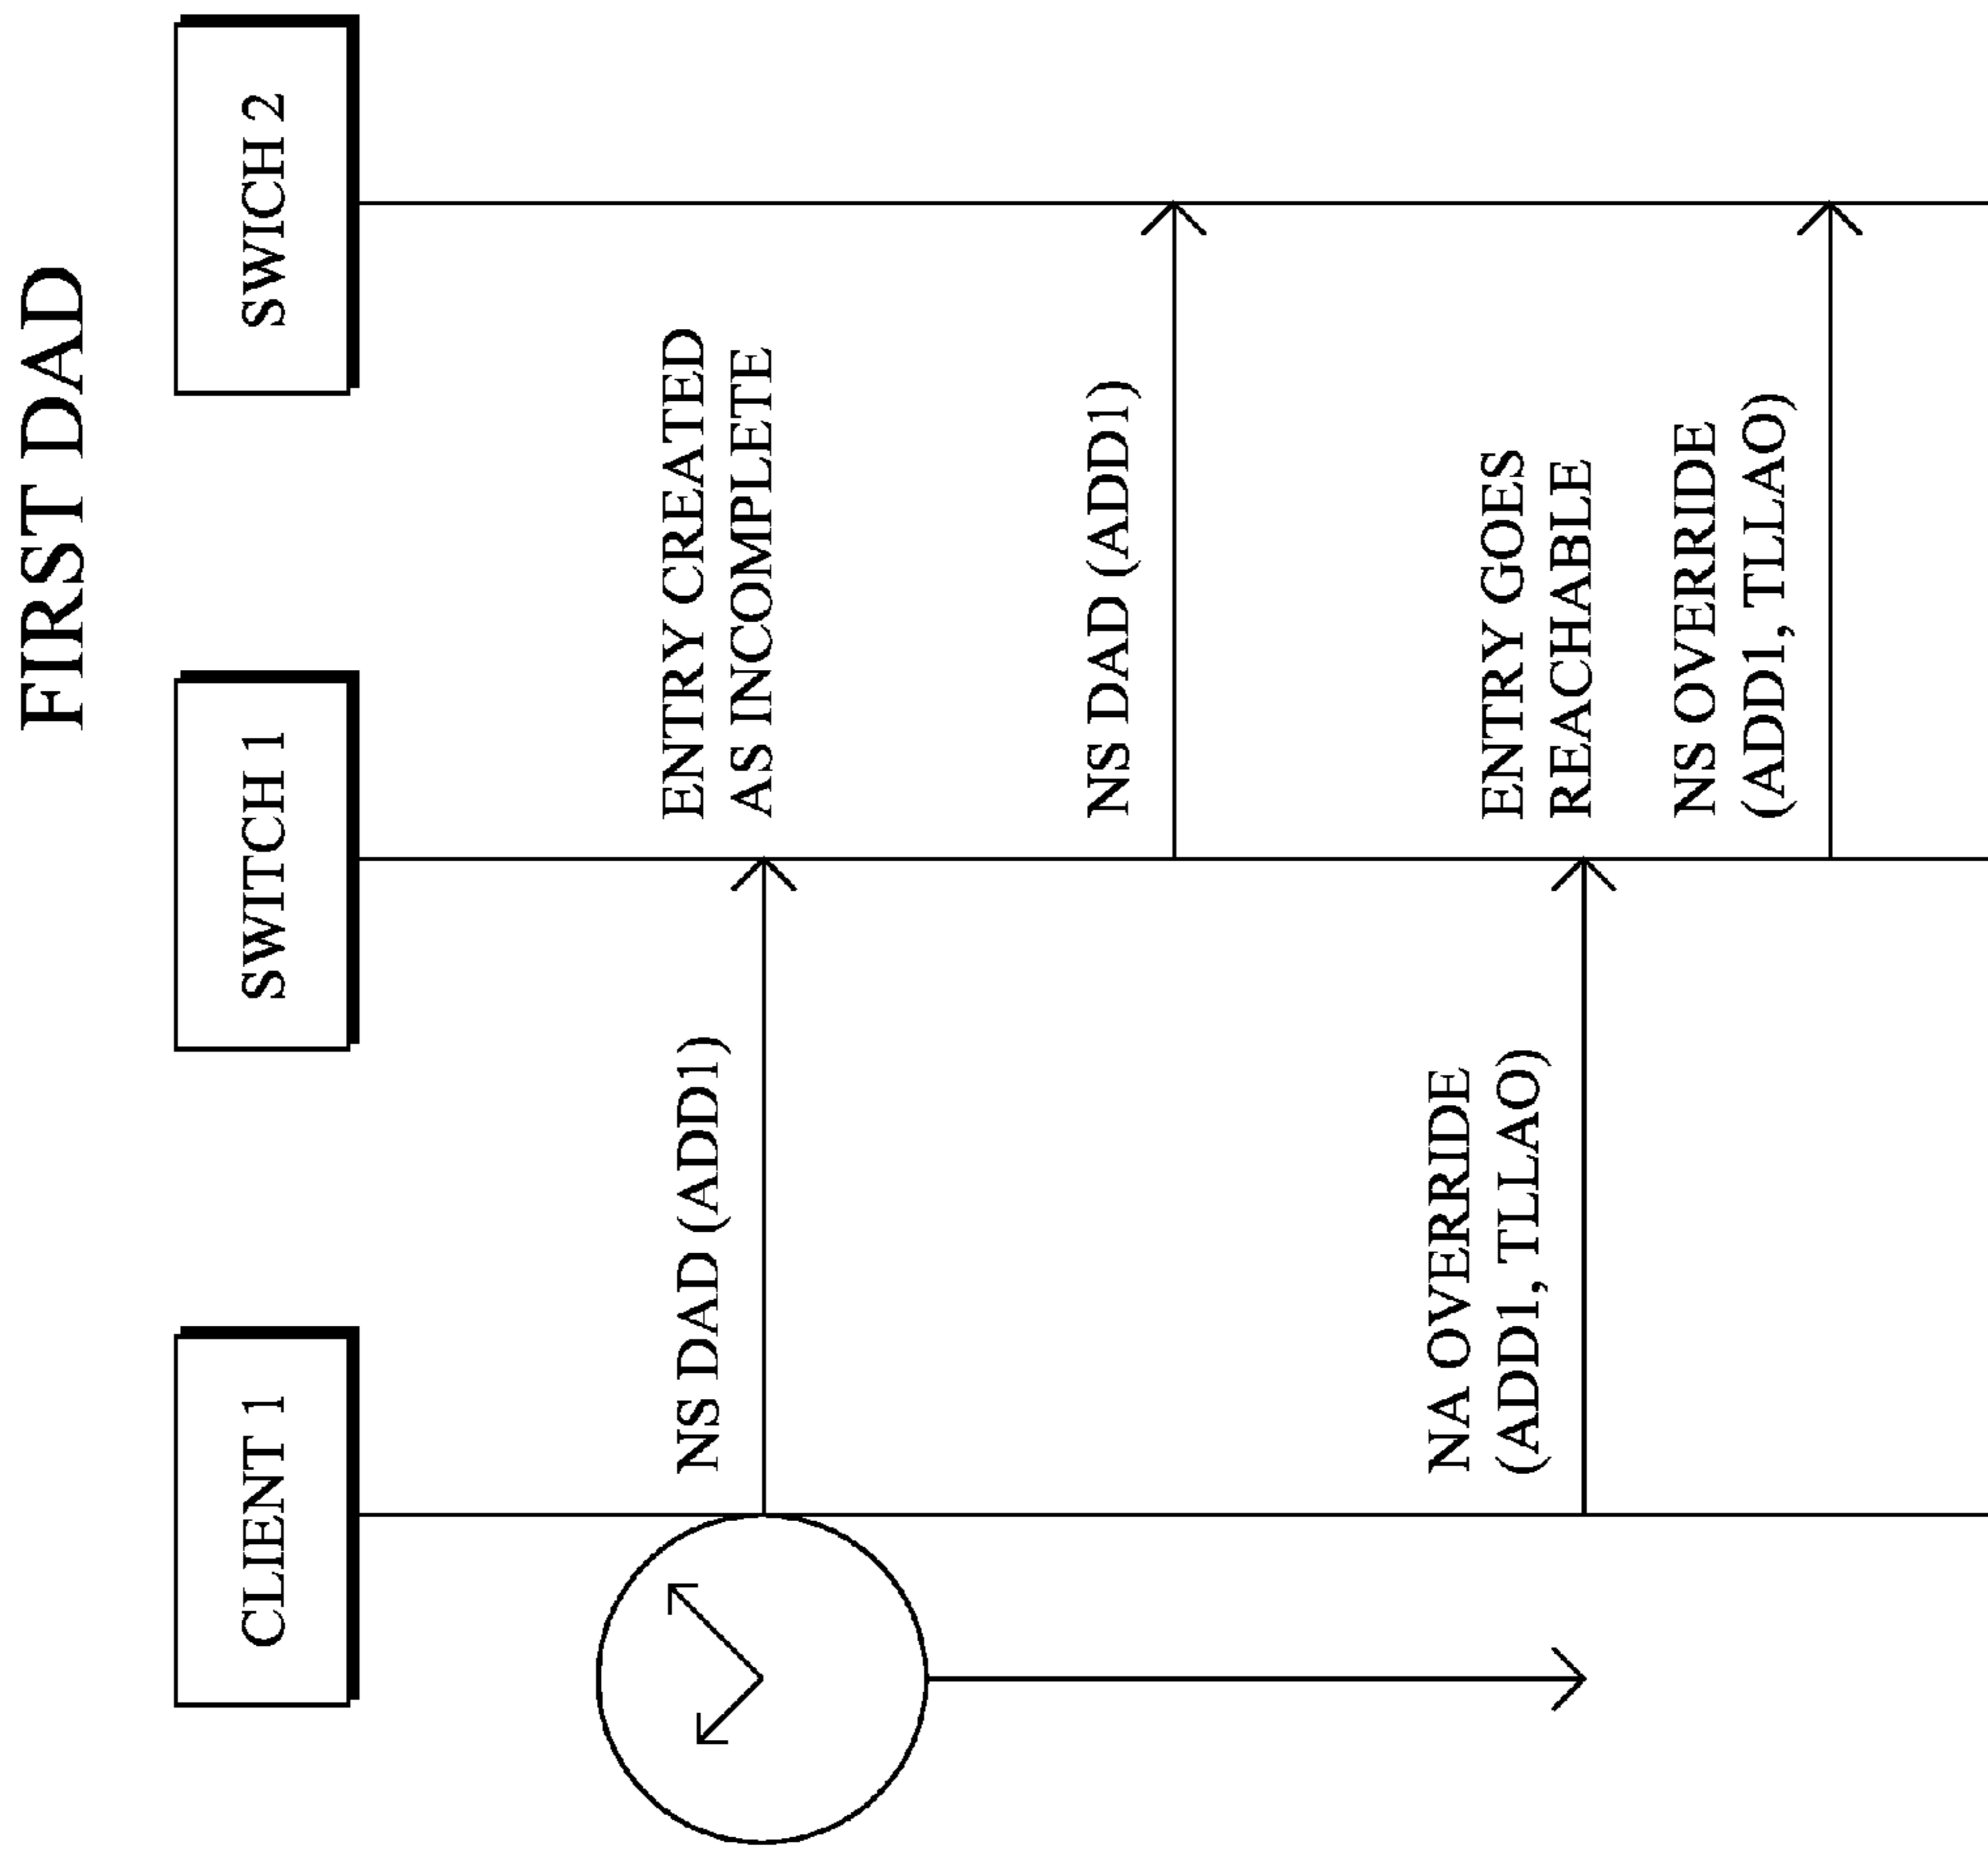 FIRST DAD
CLIENT 1
SWITCH 1
SWICH 2
NS DAD (ADD1)
ENTRY CREATED
AS INCOMPLETE
NS DAD (ADD1)
NA OVERRIDE
(ADD1, TLLAO)
ENTRY GOES
REACHABLE
NS OVERRIDE
(ADD1, TLLAO)